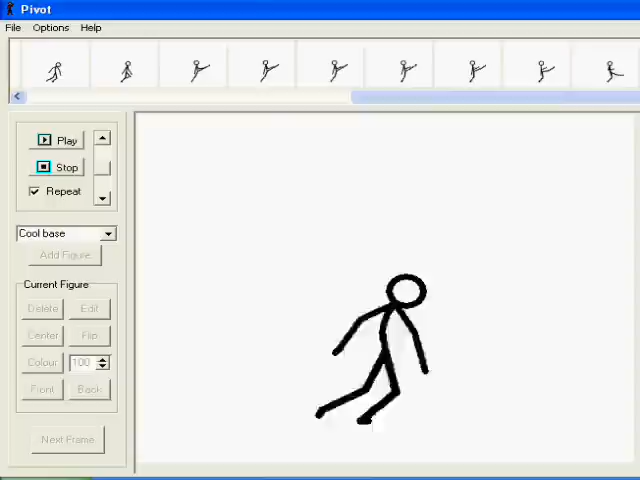 Pivot
File Options Help
Play
Stop
Repeat
Cool base
Add Figure
Current Figure
Delete Edit
Center Flip
Colour 100
Front Back
Next Frame